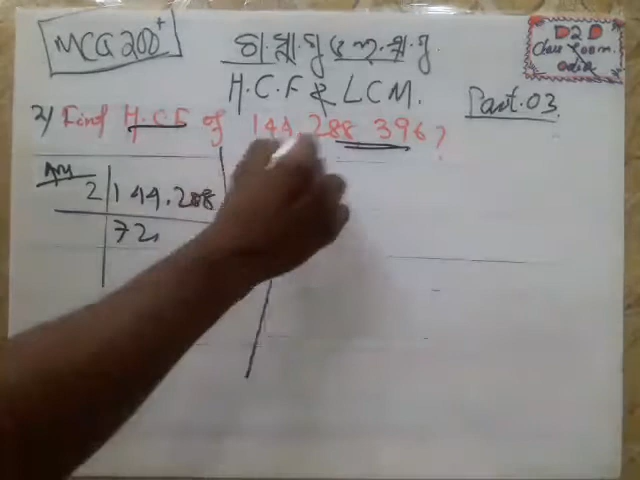 MCQ 200+
ଗ.ସା.ଗୁ ଓ ଲ.ସା.ଗୁ
D2D
Class Room
Odia
H.C.F & LCM.
Part.03
2) Find H.C.F of 144, 288 396?
Ans
2 144, 288
72,